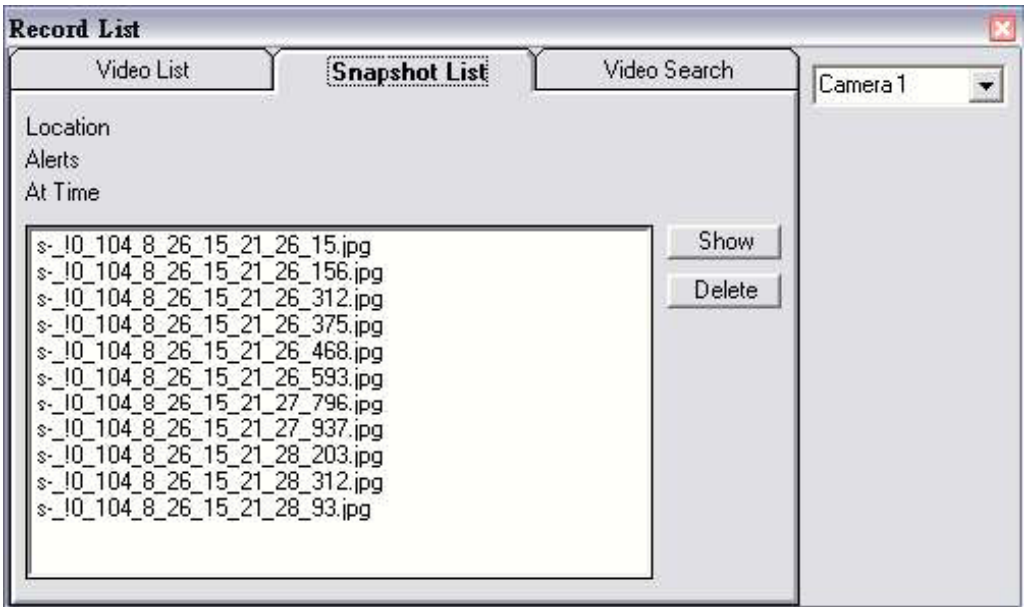 Record List
Video List
Snapshot List
Video Search
Camera 1
Location
Alerts
At Time
s-_!0_104_8_26_15_21_26_15.jpg
s-_!0_104_8_26_15_21_26_156.jpg
s-_!0_104_8_26_15_21_26_312.jpg
s-_!0_104_8_26_15_21_26_375.jpg
s-_!0_104_8_26_15_21_26_468.jpg
s-_!0_104_8_26_15_21_26_593.jpg
s-_!0_104_8_26_15_21_27_796.jpg
s-_!0_104_8_26_15_21_27_937.jpg
s-_!0_104_8_26_15_21_28_203.jpg
s-_!0_104_8_26_15_21_28_312.jpg
s-_!0_104_8_26_15_21_28_93.jpg
Show
Delete